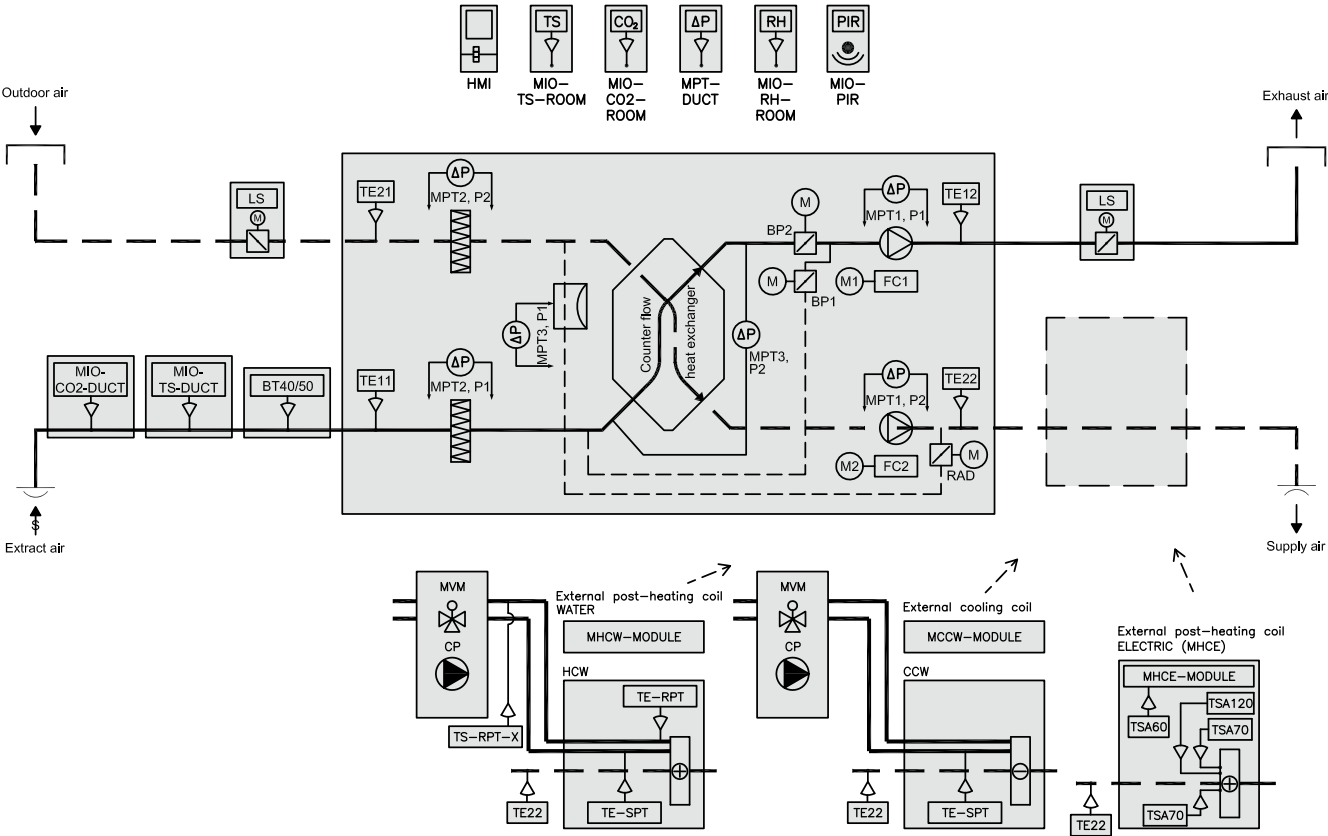 TS
CO₂
ΔP
RH
PIR
HMI
MIO-
TS-ROOM
MIO-
CO2-
ROOM
MPT-
DUCT
MIO-
RH-
ROOM
MIO-
PIR
Outdoor air
Exhaust air
LS
M
TE21
ΔP
MPT2, P2
M
BP2
ΔP
MPT1, P1
TE12
LS
M
M
BP1
M1
FC1
ΔP
MPT3, P1
Counter flow
heat exchanger
ΔP
MPT3,
P2
MIO-
CO2-DUCT
MIO-
TS-DUCT
BT40/50
TE11
ΔP
MPT2, P1
ΔP
MPT1, P2
TE22
M2
FC2
M
RAD
S
Extract air
Supply air
MVM
CP
External post-heating coil
WATER
MHCW-MODULE
HCW
TE-RPT
TS-RPT-X
TE22
TE-SPT
MVM
CP
External cooling coil
MCCW-MODULE
CCW
TE22
TE-SPT
External post-heating coil
ELECTRIC (MHCE)
MHCE-MODULE
TSA60
TSA120
TSA70
TSA70
TE22